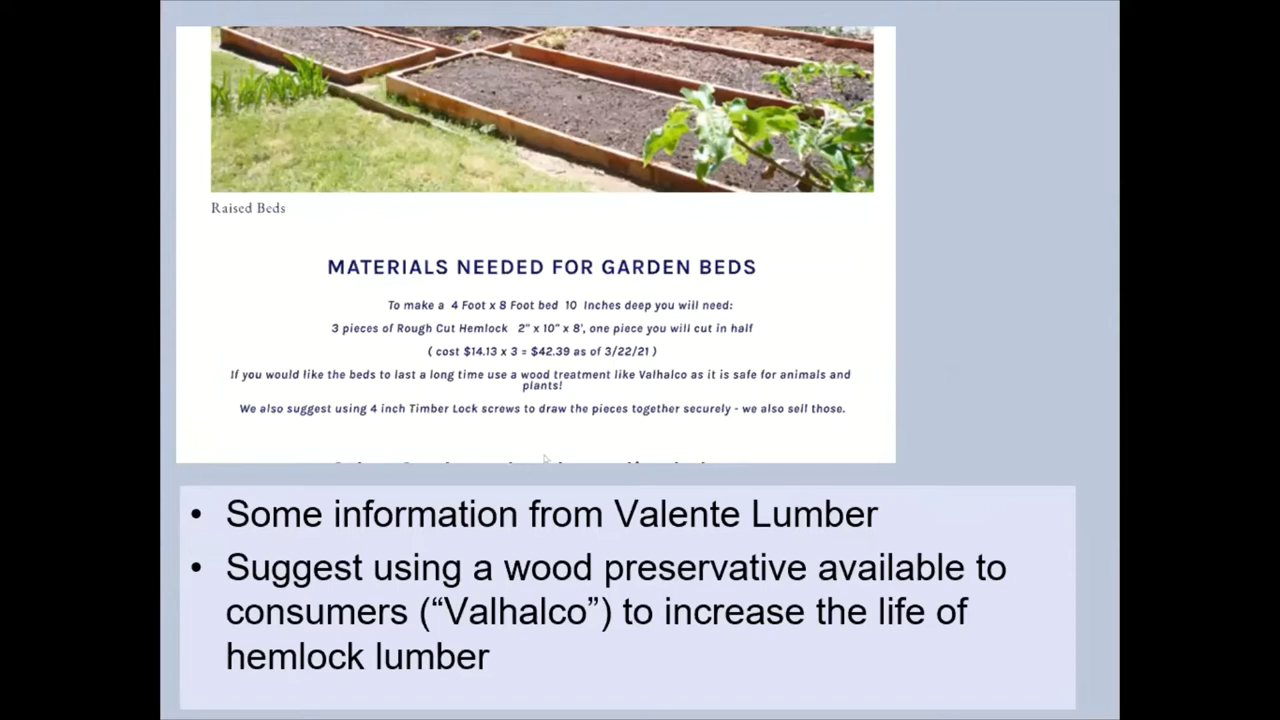 Raised Beds
MATERIALS NEEDED FOR GARDEN BEDS
To make a 4 Foot x 8 Foot bed 10 Inches deep you will need:
3 pieces of Rough Cut Hemlock 2" x 10" x 8', one piece you will cut in half
( cost $14.13 x 3 = $42.39 as of 3/22/21 )
If you would like the beds to last a long time use a wood treatment like Valhalco as it is safe for animals and
plants!
We also suggest using 4 inch Timber Lock screws to draw the pieces together securely - we also sell those.
• Some information from Valente Lumber
• Suggest using a wood preservative available to
consumers (“Valhalco”) to increase the life of
hemlock lumber